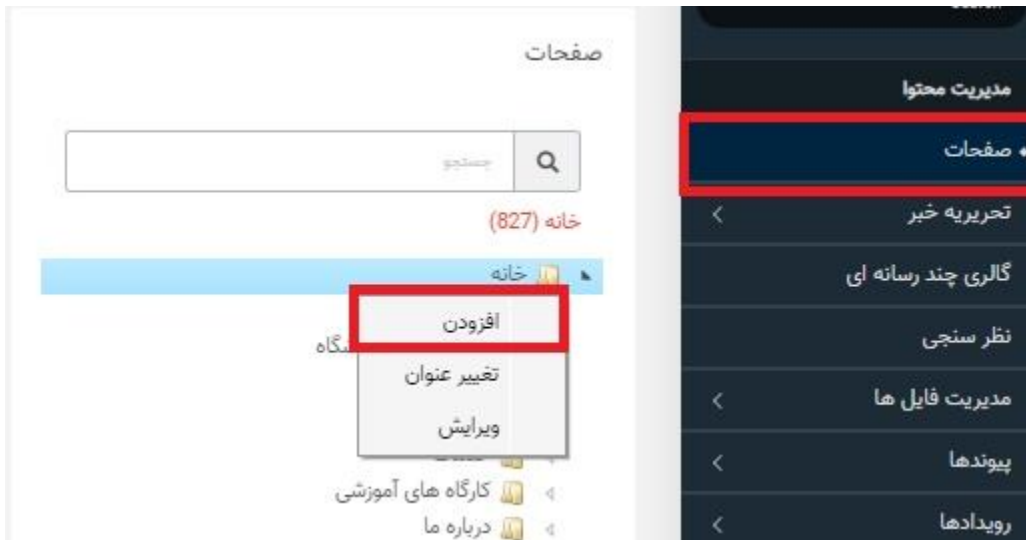 مدیریت محتوا
صفحات
تحریریه خبر
گالری چند رسانه ای
نظر سنجی
مدیریت فایل ها
پیوندها
رویدادها
صفحات
جستجو
خانه (827)
خانه
افزودن
تغییر عنوان
ویرایش
کارگاه های آموزشی
درباره ما